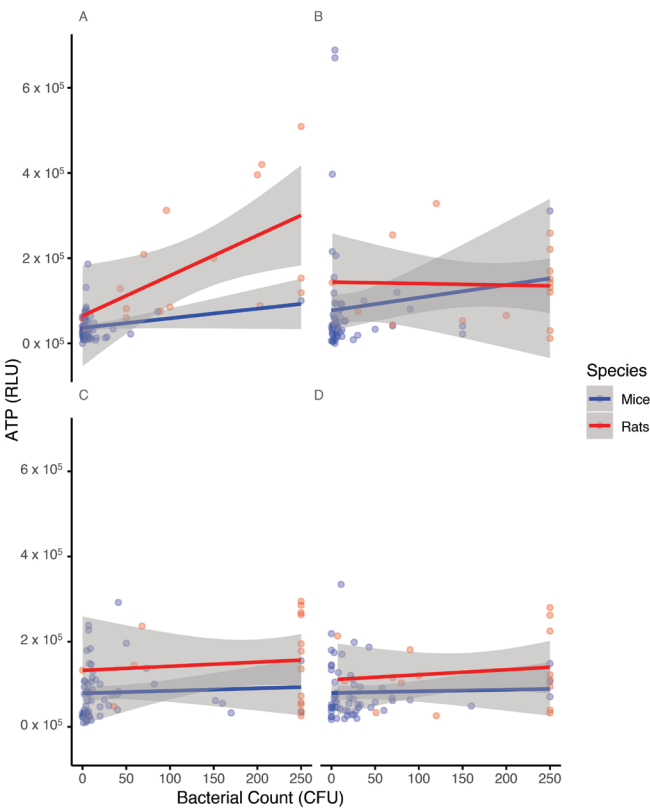 A
B
6 x 10⁵
4 x 10⁵
2 x 10⁵
0 x 10⁵
C
D
6 x 10⁵
4 x 10⁵
2 x 10⁵
0 x 10⁵
ATP (RLU)
Species
Mice
Rats
0 50 100 150 200 250 0 50 100 150 200 250
Bacterial Count (CFU)